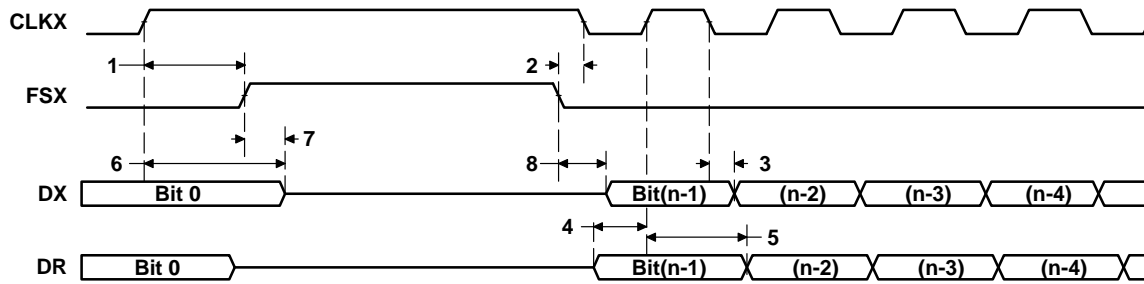 CLKX
1 2
FSX
7
6 8 3
DX Bit 0 Bit(n-1) (n-2) (n-3) (n-4)
4 5
DR Bit 0 Bit(n-1) (n-2) (n-3) (n-4)